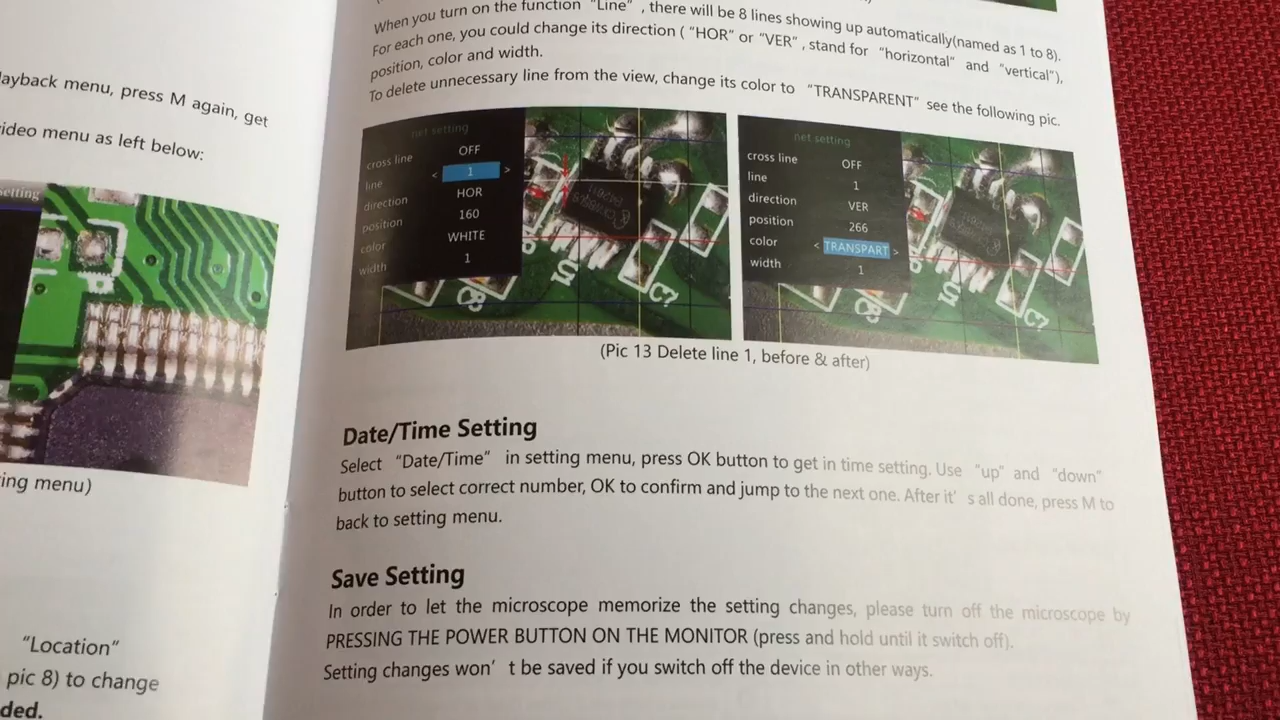 layback menu, press M again, get
video menu as left below:
Setting
ing menu)
"Location"
pic 8) to change
ded.
When you turn on the function "Line" , there will be 8 lines showing up automatically(named as 1 to 8).
For each one, you could change its direction ( "HOR" or "VER" , stand for "horizontal" and "vertical"),
position, color and width.
To delete unnecessary line from the view, change its color to "TRANSPARENT" see the following pic.
net setting
cross line OFF
line < 1 >
direction HOR
position 160
color WHITE
width 1
U1
C8
C?
net setting
cross line OFF
line 1
direction VER
position 266
color < TRANSPART >
width 1
U1
C8
C?
(Pic 13 Delete line 1, before & after)
Date/Time Setting
Select "Date/Time" in setting menu, press OK button to get in time setting. Use "up" and "down"
button to select correct number, OK to confirm and jump to the next one. After it' s all done, press M to
back to setting menu.
Save Setting
In order to let the microscope memorize the setting changes, please turn off the microscope by
PRESSING THE POWER BUTTON ON THE MONITOR (press and hold until it switch off).
Setting changes won' t be saved if you switch off the device in other ways.